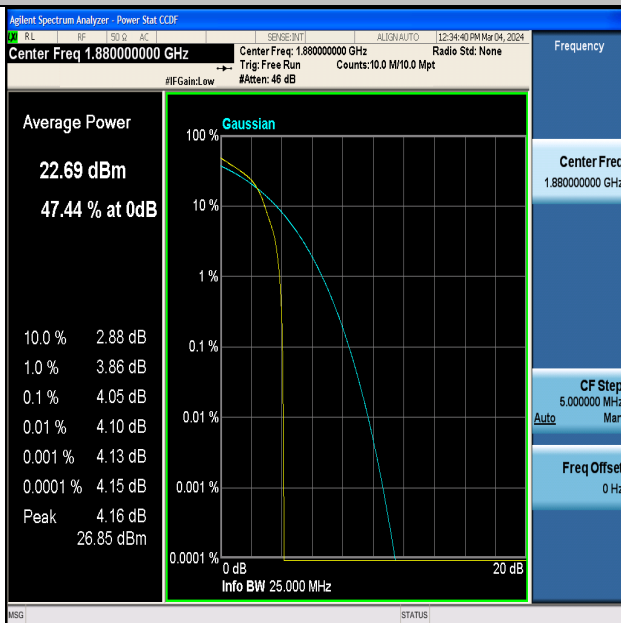 Agilent Spectrum Analyzer - Power Stat CCDF
LXI RL RF 50 Ω AC SENSE:INT ALIGN AUTO 12:34:40 PM Mar 04, 2024
Center Freq 1.880000000 GHz
Center Freq: 1.880000000 GHz Radio Std: None
Trig: Free Run Counts:10.0 M/10.0 Mpt
#IFGain:Low #Atten: 46 dB
Frequency
Average Power
22.69 dBm
47.44 % at 0dB
10.0 % 2.88 dB
1.0 % 3.86 dB
0.1 % 4.05 dB
0.01 % 4.10 dB
0.001 % 4.13 dB
0.0001 % 4.15 dB
Peak 4.16 dB
26.85 dBm
Gaussian
100 %
10 %
1 %
0.1 %
0.01 %
0.001 %
0.0001 %
0 dB 20 dB
Info BW 25.000 MHz
Center Freq
1.880000000 GHz
CF Step
5.000000 MHz
Auto Man
Freq Offset
0 Hz
MSG STATUS